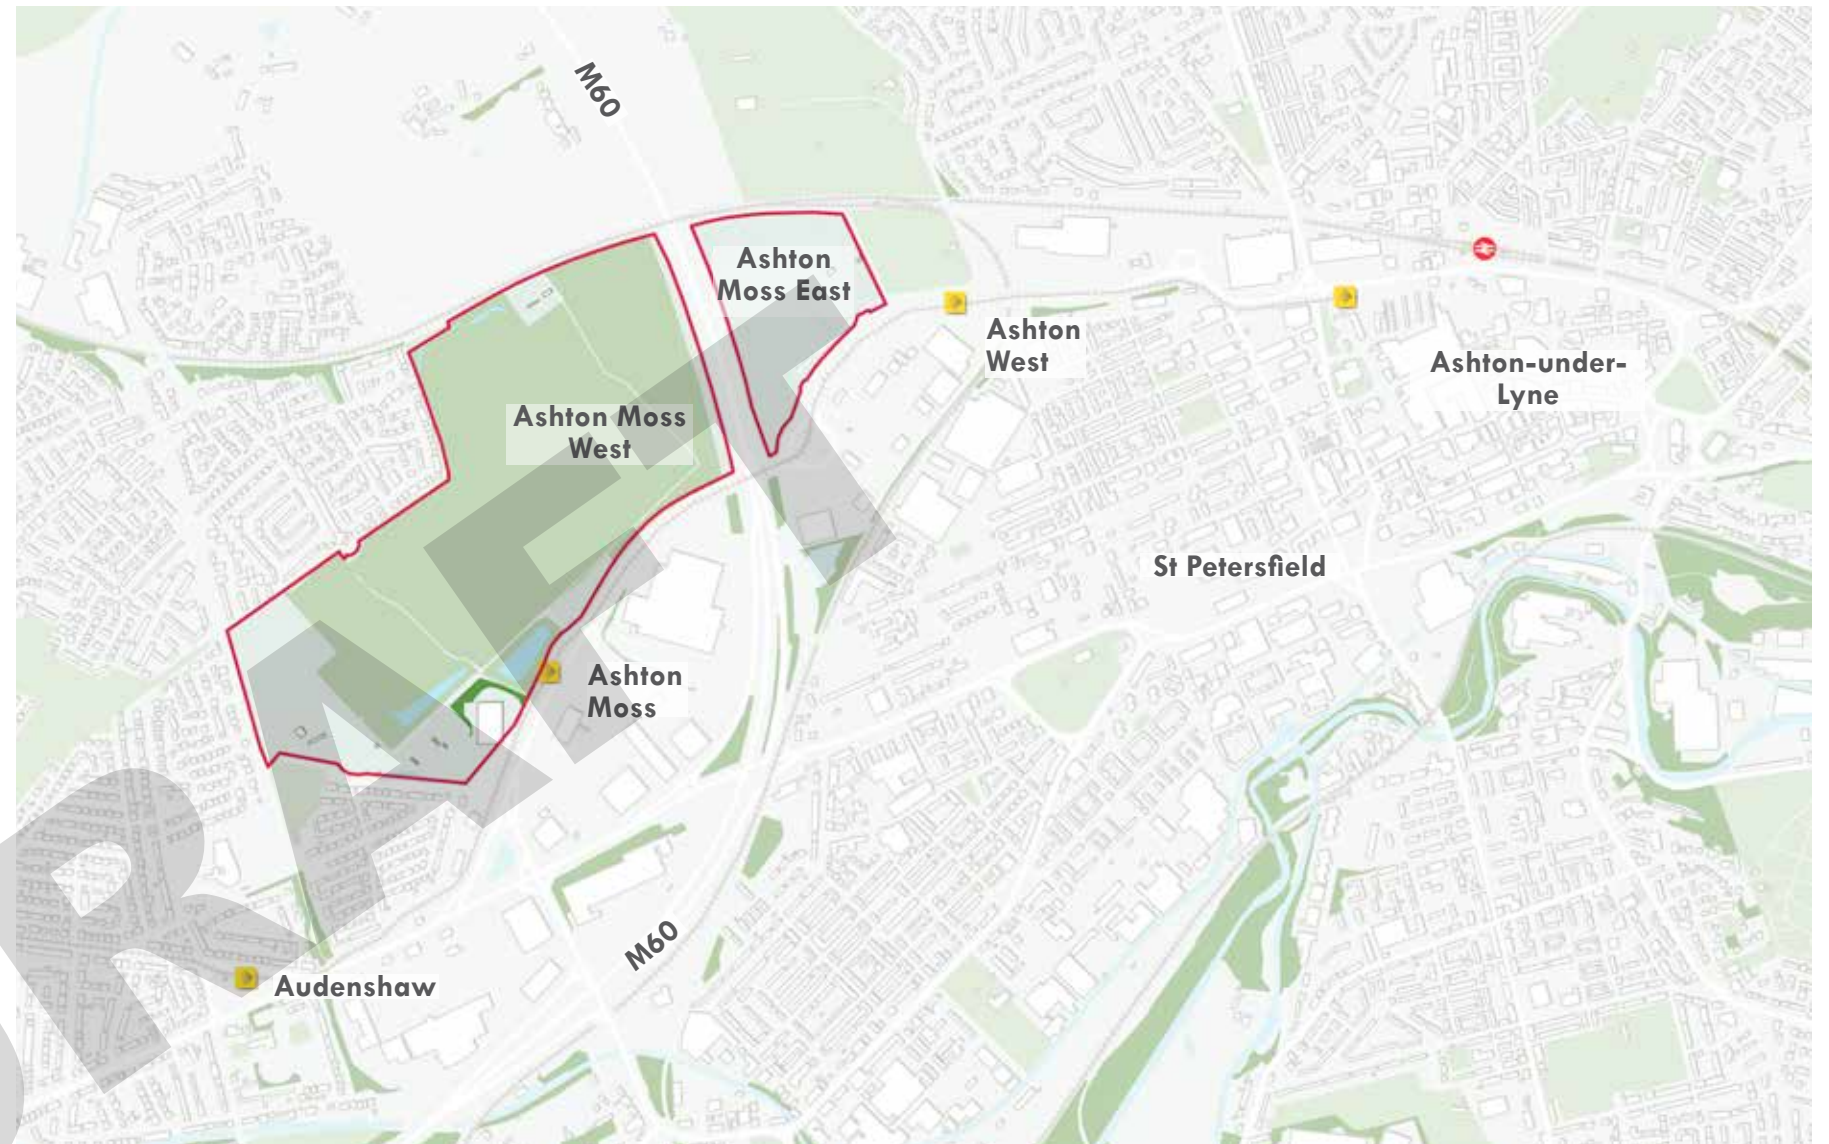 M60
Ashton
Moss East
Ashton
West
Ashton-under-
Lyne
Ashton Moss
West
St Petersfield
Ashton
Moss
M60
Audenshaw
DRAFT